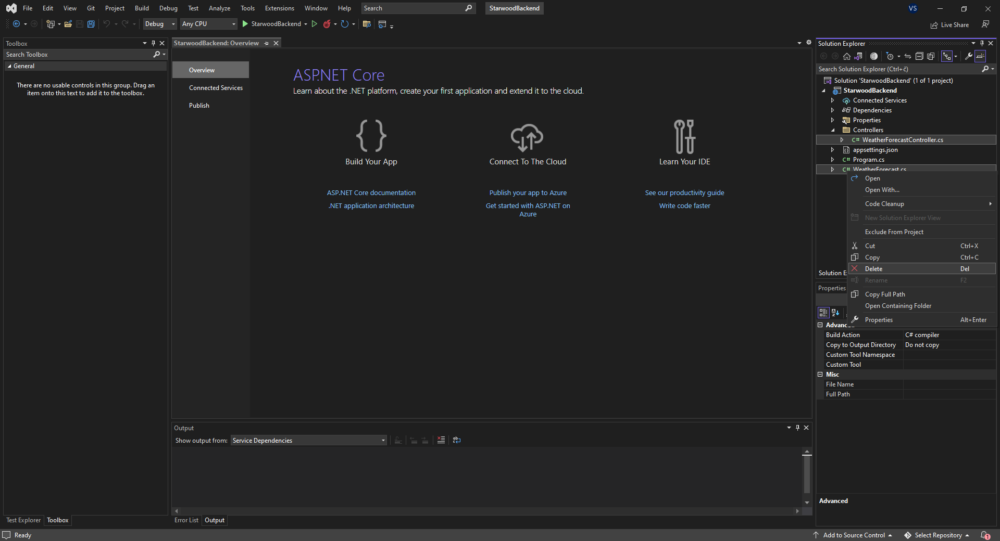 File Edit View Git Project Build Debug Test Analyze Tools Extensions Window Help Search StarwoodBackend VS
Debug Any CPU StarwoodBackend Live Share
Toolbox
Search Toolbox
General
There are no usable controls in this group. Drag an
item onto this text to add it to the toolbox.
StarwoodBackend: Overview
Overview
Connected Services
Publish
ASP.NET Core
Learn about the .NET platform, create your first application and extend it to the cloud.
Build Your App
ASP.NET Core documentation
.NET application architecture
Connect To The Cloud
Publish your app to Azure
Get started with ASP.NET on
Azure
Learn Your IDE
See our productivity guide
Write code faster
Output
Show output from: Service Dependencies
Solution Explorer
Search Solution Explorer (Ctrl+č)
Solution 'StarwoodBackend' (1 of 1 project)
StarwoodBackend
Connected Services
Dependencies
Properties
Controllers
C# WeatherForecastController.cs
appsettings.json
C# Program.cs
C# WeatherForecast.cs
Open
Open With...
Code Cleanup
New Solution Explorer View
Exclude From Project
Cut Ctrl+X
Copy Ctrl+C
Delete Del
Rename F2
Copy Full Path
Open Containing Folder
Properties Alt+Enter
Solution E
Properties
Advanced
Build Action C# compiler
Copy to Output Directory Do not copy
Custom Tool Namespace
Custom Tool
Misc
File Name
Full Path
Advanced
Test Explorer Toolbox
Error List Output
Ready
Add to Source Control Select Repository 1